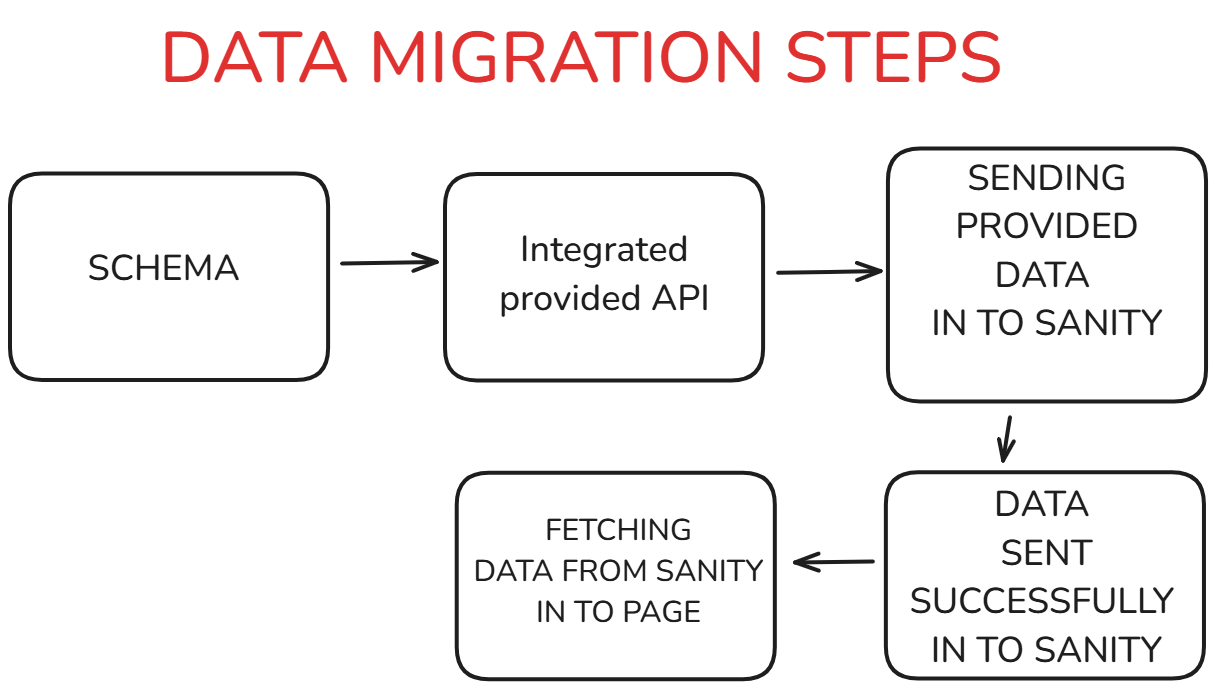 DATA MIGRATION STEPS
SCHEMA
Integrated
provided API
SENDING
PROVIDED
DATA
IN TO SANITY
DATA
SENT
SUCCESSFULLY
IN TO SANITY
FETCHING
DATA FROM SANITY
IN TO PAGE